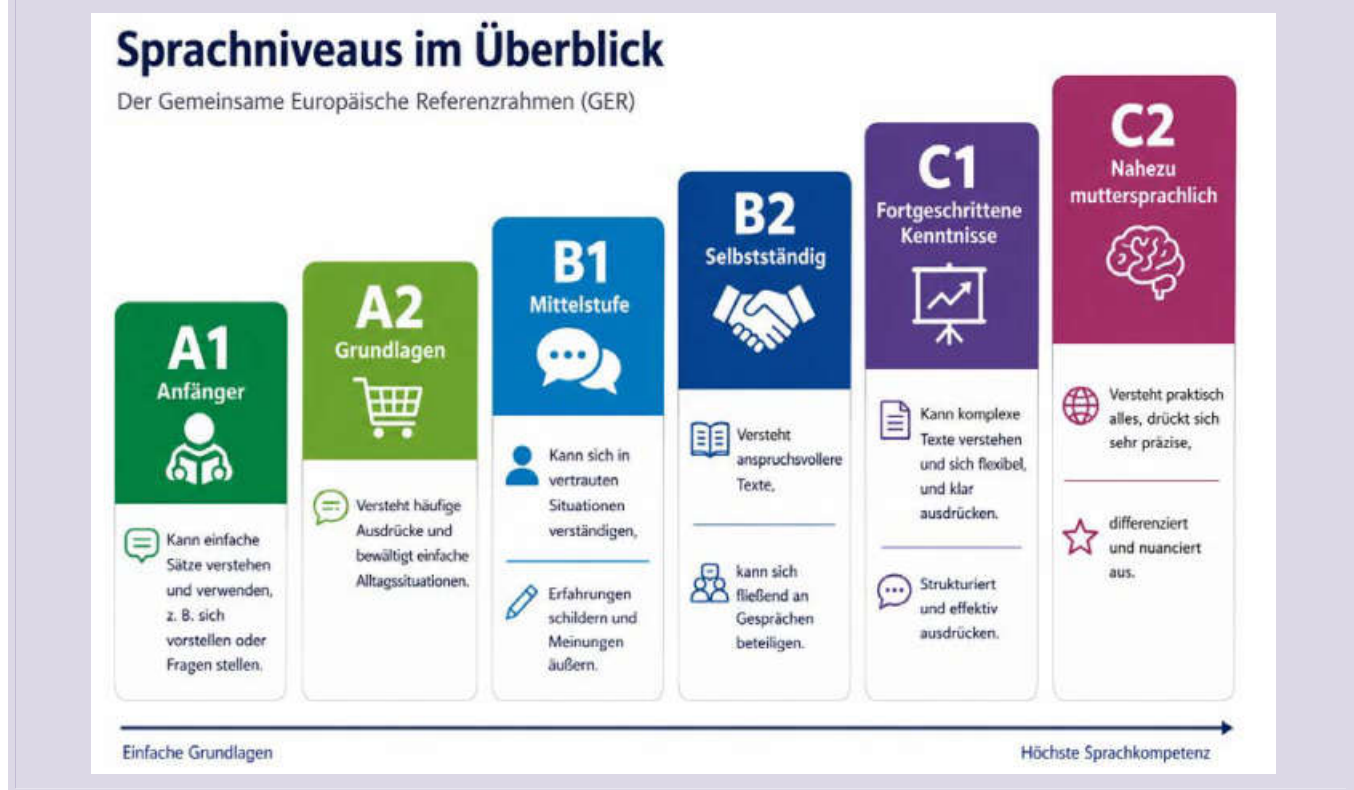 Sprachniveaus im Überblick
Der Gemeinsame Europäische Referenzrahmen (GER)
A1
Anfänger
Kann einfache
Sätze verstehen
und verwenden,
z. B. sich
vorstellen oder
Fragen stellen.
A2
Grundlagen
Versteht häufige
Ausdrücke und
bewältigt einfache
Alltagssituationen.
B1
Mittelstufe
Kann sich in
vertrauten
Situationen
verständigen,
Erfahrungen
schildern und
Meinungen
äußern.
B2
Selbstständig
Versteht
anspruchsvollere
Texte,
kann sich
fließend an
Gesprächen
beteiligen.
C1
Fortgeschrittene
Kenntnisse
Kann komplexe
Texte verstehen
und sich flexibel,
und klar
ausdrücken.
Strukturiert
und effektiv
ausdrücken.
C2
Nahezu
muttersprachlich
Versteht praktisch
alles, drückt sich
sehr präzise,
differenziert
und nuanciert
aus.
Einfache Grundlagen
Höchste Sprachkompetenz